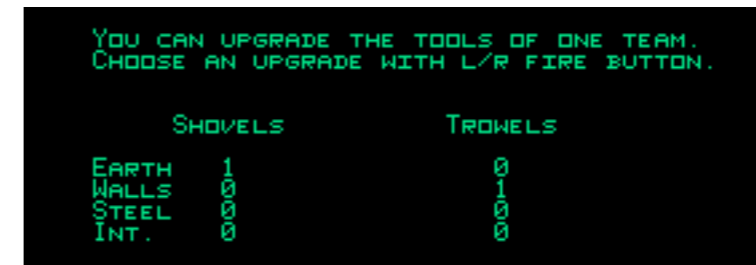 You can upgrade the tools of one team.
Choose an upgrade with L/R fire button.
Shovels Trowels
Earth 1 0
Walls 0 1
Steel 0 0
Int. 0 0